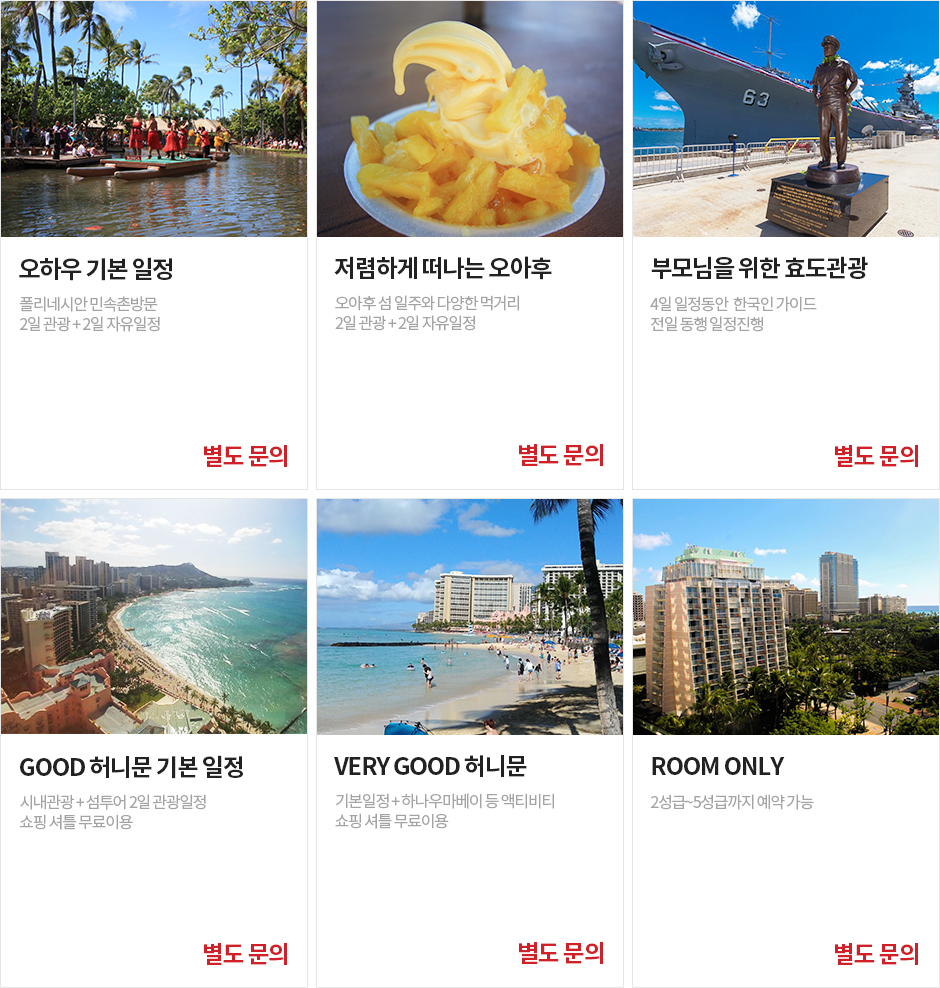 63
오하우 기본 일정
폴리네시안 민속촌방문
2일 관광 + 2일 자유일정
별도 문의
저렴하게 떠나는 오아후
오아후 섬 일주와 다양한 먹거리
2일 관광 + 2일 자유일정
별도 문의
부모님을 위한 효도관광
4일 일정동안 한국인 가이드
전일 동행 일정진행
별도 문의
GOOD 허니문 기본 일정
시내관광 + 섬투어 2일 관광일정
쇼핑 셔틀 무료이용
별도 문의
VERY GOOD 허니문
기본일정 + 하나우마베이 등 액티비티
쇼핑 셔틀 무료이용
별도 문의
ROOM ONLY
2성급~5성급까지 예약 가능
별도 문의